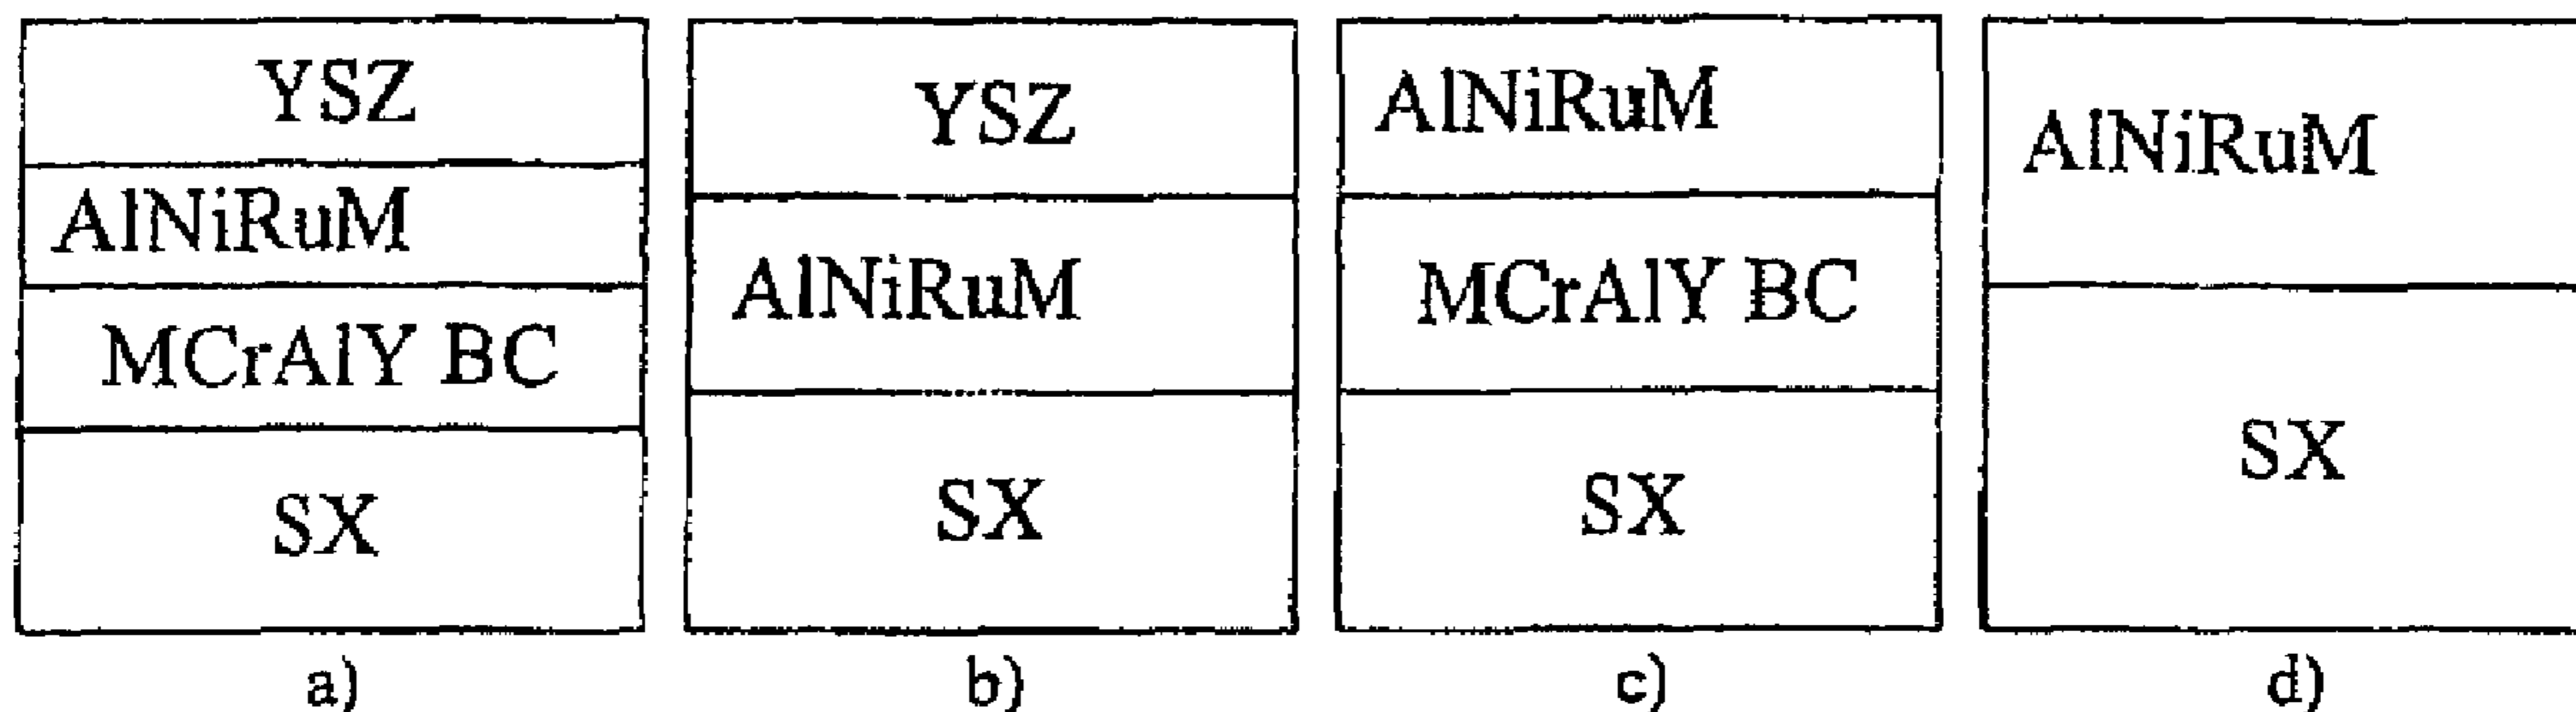 YSZ
AlNiRuM
MCrAlY BC
SX
a)
YSZ
AlNiRuM
SX
b)
AlNiRuM
MCrAlY BC
SX
c)
AlNiRuM
SX
d)